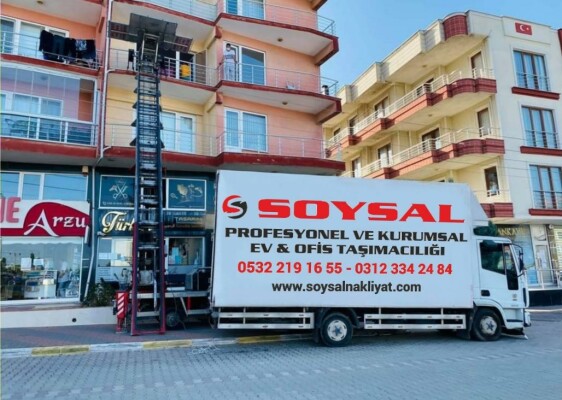 SOYSAL
PROFESYONEL VE KURUMSAL
EV & OFİS TAŞIMACILIĞI
0532 219 16 55 - 0312 334 24 84
www.soysalnakliyat.com
Arzu
Türk